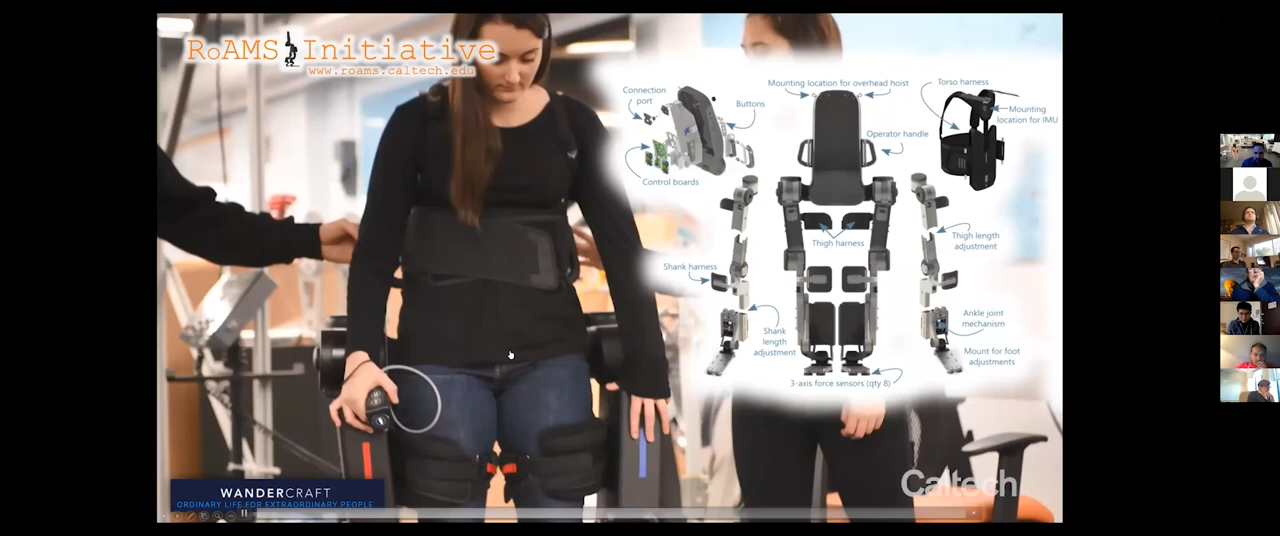 RoAMS Initiative
www.roams.caltech.edu
Connection
port
Buttons
Control boards
Mounting location for overhead hoist
Operator handle
Torso harness
Mounting
location for IMU
Thigh harness
Thigh length
adjustment
Shank harness
Shank
length
adjustment
Ankle joint
mechanism
Mount for foot
adjustments
3-axis force sensors (qty 8)
WANDERCRAFT
ORDINARY LIFE FOR EXTRAORDINARY PEOPLE
Caltech